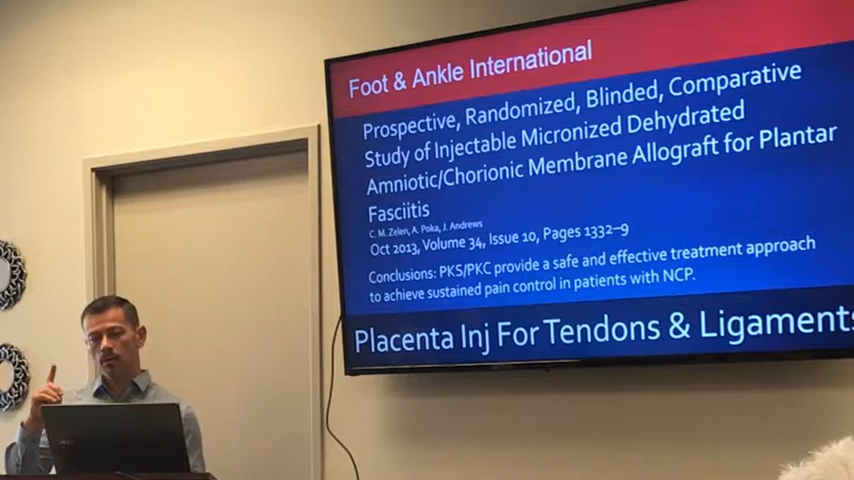 Foot & Ankle International
Prospective, Randomized, Blinded, Comparative
Study of Injectable Micronized Dehydrated
Amniotic/Chorionic Membrane Allograft for Plantar
Fasciitis
C. M. Zelen, A. Poka, J. Andrews
Oct 2013, Volume 34, Issue 10, Pages 1332–9
Conclusions: PKS/PKC provide a safe and effective treatment approach
to achieve sustained pain control in patients with NCP.
Placenta Inj For Tendons & Ligaments